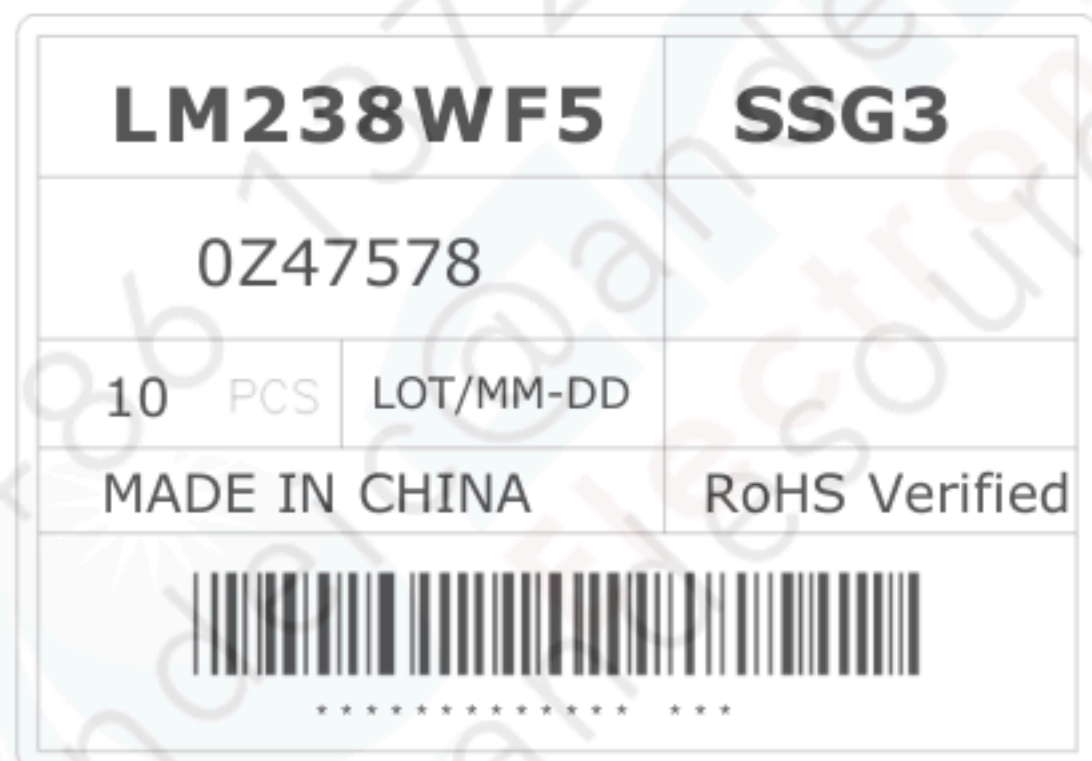 LM238WF5 SSG3
0Z47578
10 PCS LOT/MM-DD
MADE IN CHINA RoHS Verified
************* ***